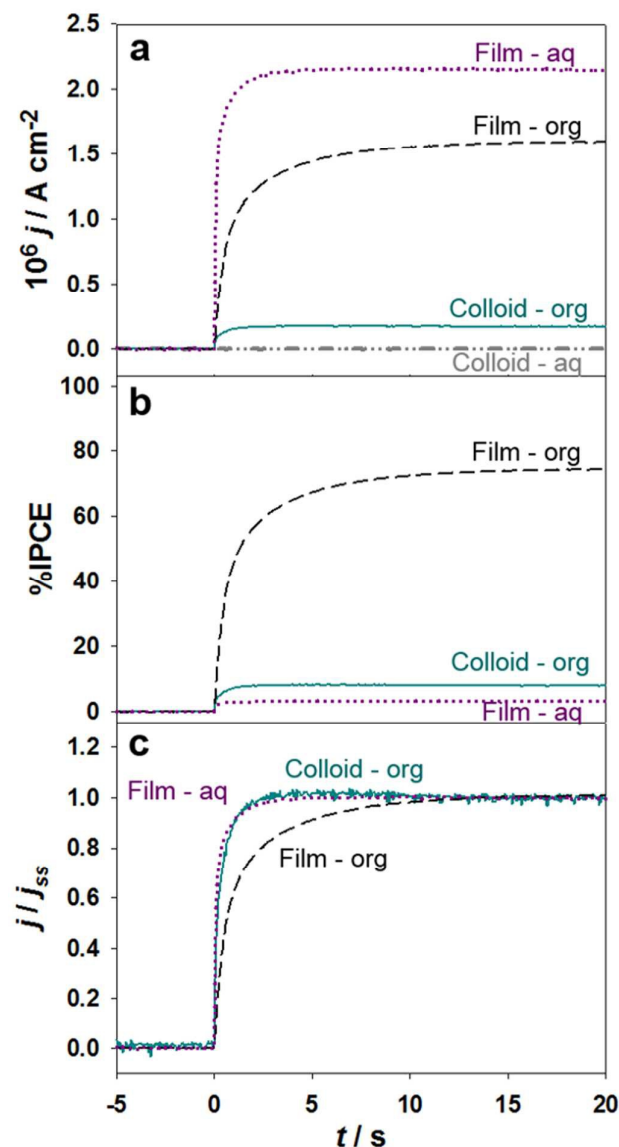 a
2.5
2.0
1.5
1.0
0.5
0.0
10⁶ j / A cm⁻²
Film - aq
Film - org
Colloid - org
Colloid - aq
b
100
80
60
40
20
0
%IPCE
Film - org
Colloid - org
Film - aq
c
1.2
1.0
0.8
0.6
0.4
0.2
0.0
j / jss
Colloid - org
Film - aq
Film - org
-5 0 5 10 15 20
t / s